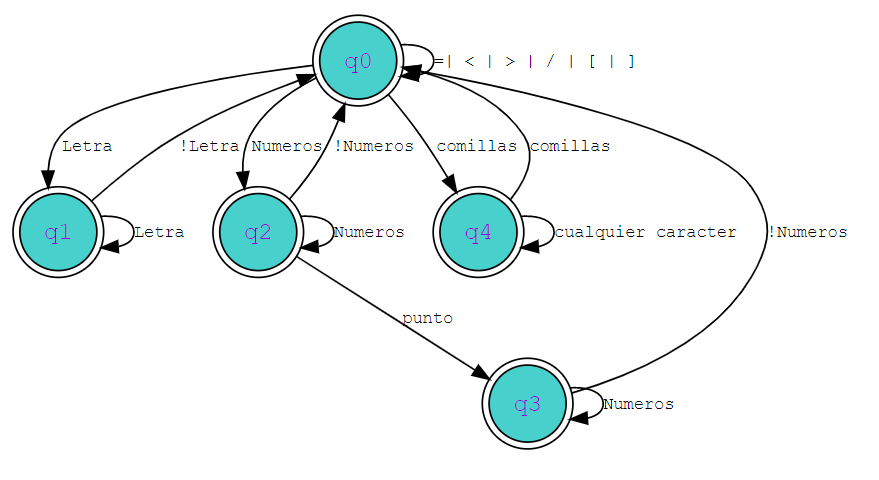 q0
=| < | > | / | [ | ]
Letra
!Letra
Numeros
!Numeros
comillas
comillas
q1
Letra
q2
Numeros
q4
cualquier caracter
!Numeros
punto
q3
Numeros